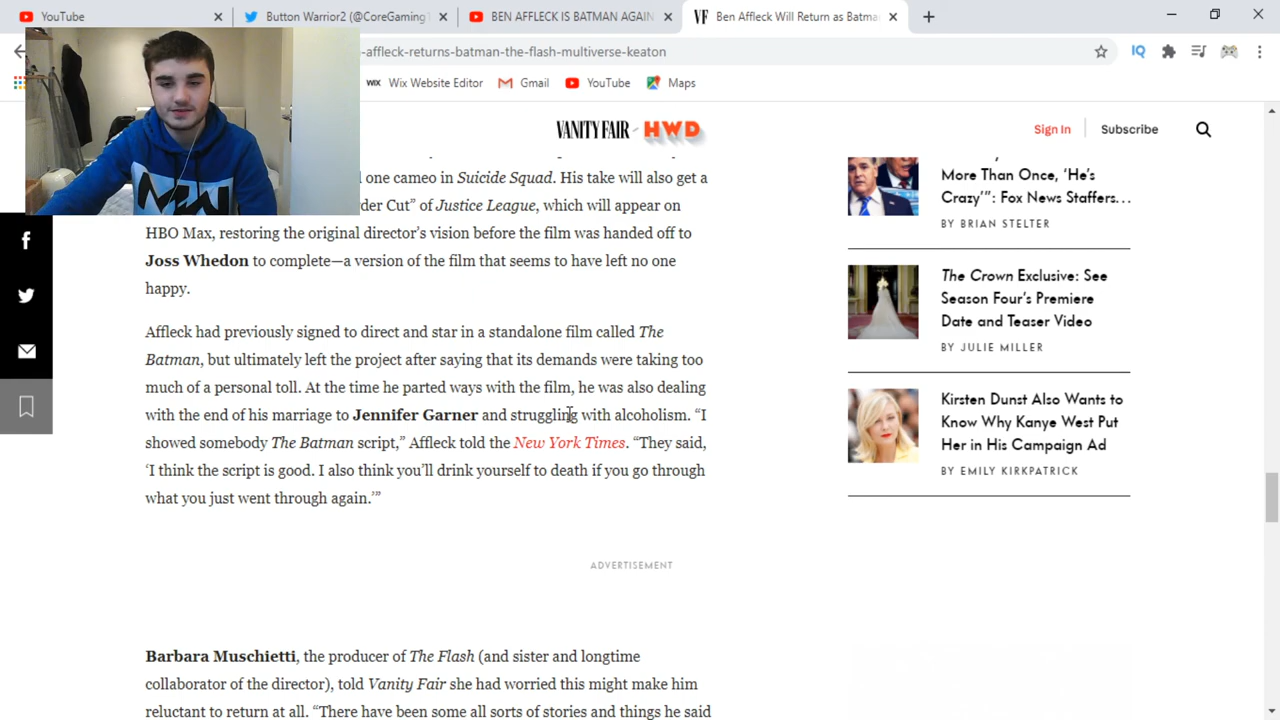 YouTube
Button Warrior2 (@CoreGamingT
BEN AFFLECK IS BATMAN AGAIN
VF Ben Affleck Will Return as Batma
-affleck-returns-batman-the-flash-multiverse-keaton
IQ
WIX Wix Website Editor
Gmail
YouTube
Maps
VANITY FAIR HWD
Sign In
Subscribe
one cameo in Suicide Squad. His take will also get a
der Cut” of Justice League, which will appear on
HBO Max, restoring the original director’s vision before the film was handed off to
Joss Whedon to complete—a version of the film that seems to have left no one
happy.
Affleck had previously signed to direct and star in a standalone film called The
Batman, but ultimately left the project after saying that its demands were taking too
much of a personal toll. At the time he parted ways with the film, he was also dealing
with the end of his marriage to Jennifer Garner and struggling with alcoholism. “I
showed somebody The Batman script,” Affleck told the New York Times. “They said,
‘I think the script is good. I also think you’ll drink yourself to death if you go through
what you just went through again.’”
ADVERTISEMENT
Barbara Muschietti, the producer of The Flash (and sister and longtime
collaborator of the director), told Vanity Fair she had worried this might make him
reluctant to return at all. “There have been some all sorts of stories and things he said
More Than Once, ‘He’s
Crazy’”: Fox News Staffers…
BY BRIAN STELTER
The Crown Exclusive: See
Season Four’s Premiere
Date and Teaser Video
BY JULIE MILLER
Kirsten Dunst Also Wants to
Know Why Kanye West Put
Her in His Campaign Ad
BY EMILY KIRKPATRICK